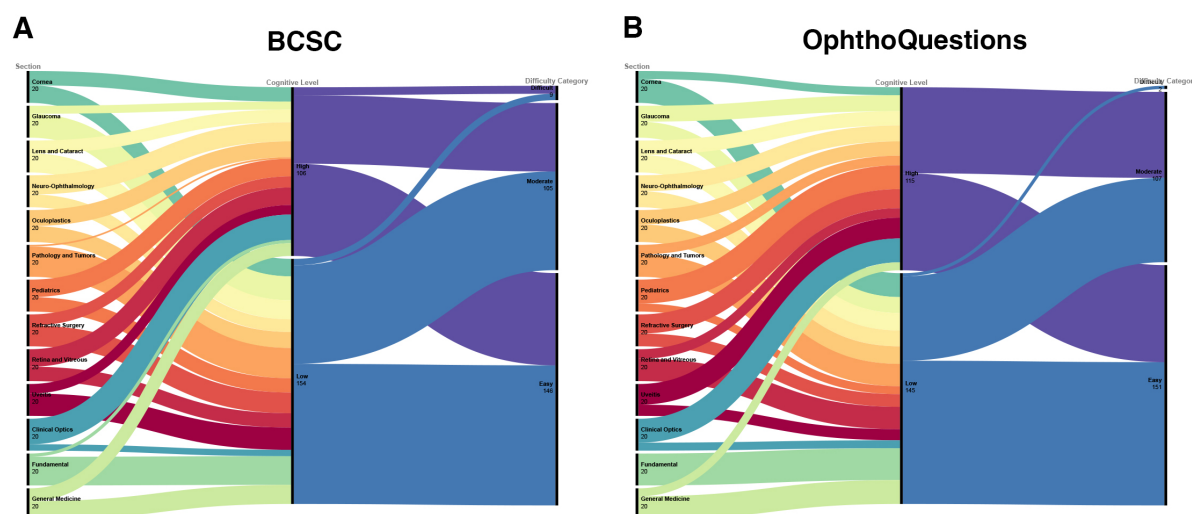 A
BCSC
Section
Cognitive Level
Difficulty Category
Cornea
20
Glaucoma
20
Lens and Cataract
20
Neuro-Ophthalmology
20
Oculoplastics
20
Pathology and Tumors
20
Pediatrics
20
Refractive Surgery
20
Retina and Vitreous
20
Uveitis
20
Clinical Optics
20
Fundamental
20
General Medicine
20
High
106
Low
154
Difficult
9
Moderate
105
Easy
146
B
OphthoQuestions
Section
Cognitive Level
Difficulty Category
Cornea
20
Glaucoma
20
Lens and Cataract
20
Neuro-Ophthalmology
20
Oculoplastics
20
Pathology and Tumors
20
Pediatrics
20
Refractive Surgery
20
Retina and Vitreous
20
Uveitis
20
Clinical Optics
20
Fundamental
20
General Medicine
20
High
115
Low
145
Difficult
Moderate
107
Easy
151